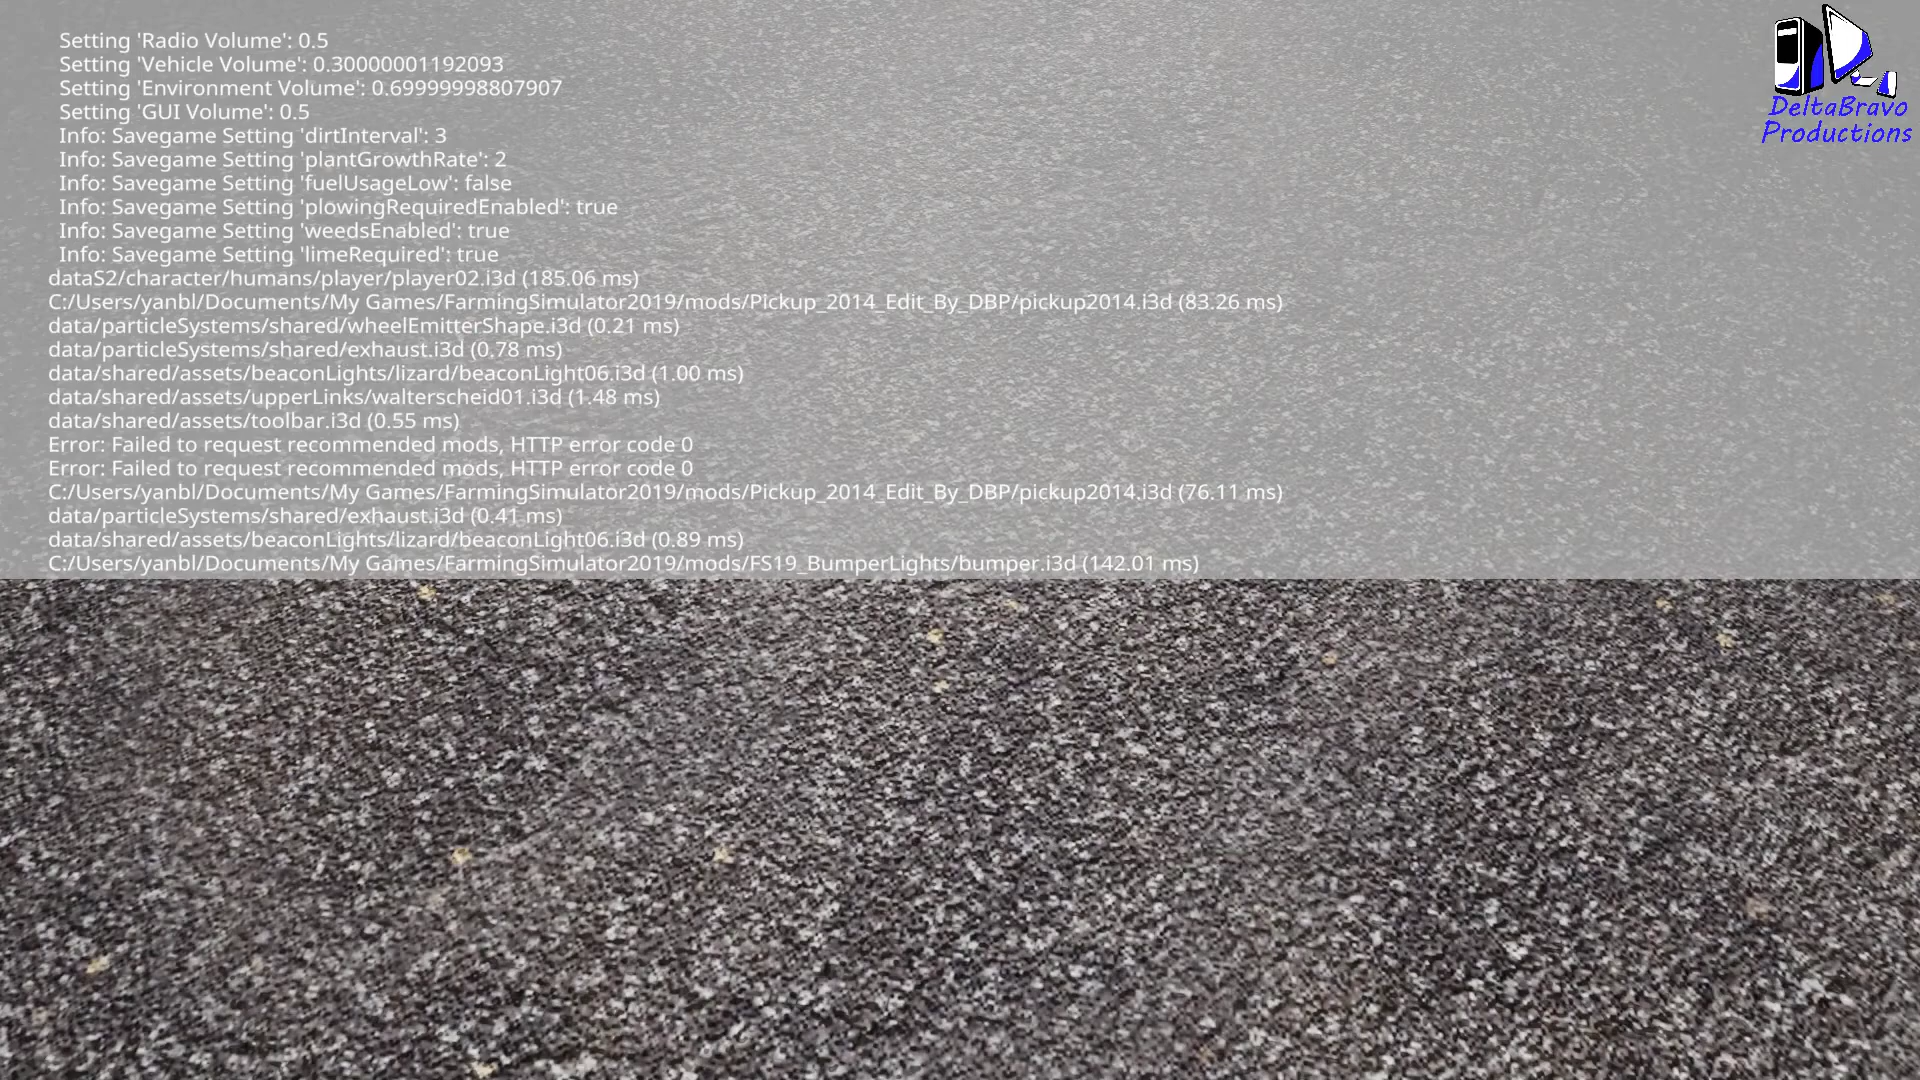 Setting 'Radio Volume': 0.5
Setting 'Vehicle Volume': 0.30000001192093
Setting 'Environment Volume': 0.69999998807907
Setting 'GUI Volume': 0.5
Info: Savegame Setting 'dirtInterval': 3
Info: Savegame Setting 'plantGrowthRate': 2
Info: Savegame Setting 'fuelUsageLow': false
Info: Savegame Setting 'plowingRequiredEnabled': true
Info: Savegame Setting 'weedsEnabled': true
Info: Savegame Setting 'limeRequired': true
dataS2/character/humans/player/player02.i3d (185.06 ms)
C:/Users/yanbl/Documents/My Games/FarmingSimulator2019/mods/Pickup_2014_Edit_By_DBP/pickup2014.i3d (83.26 ms)
data/particleSystems/shared/wheelEmitterShape.i3d (0.21 ms)
data/particleSystems/shared/exhaust.i3d (0.78 ms)
data/shared/assets/beaconLights/lizard/beaconLight06.i3d (1.00 ms)
data/shared/assets/upperLinks/walterscheid01.i3d (1.48 ms)
data/shared/assets/toolbar.i3d (0.55 ms)
Error: Failed to request recommended mods, HTTP error code 0
Error: Failed to request recommended mods, HTTP error code 0
C:/Users/yanbl/Documents/My Games/FarmingSimulator2019/mods/Pickup_2014_Edit_By_DBP/pickup2014.i3d (76.11 ms)
data/particleSystems/shared/exhaust.i3d (0.41 ms)
data/shared/assets/beaconLights/lizard/beaconLight06.i3d (0.89 ms)
C:/Users/yanbl/Documents/My Games/FarmingSimulator2019/mods/FS19_BumperLights/bumper.i3d (142.01 ms)
DeltaBravo
Productions